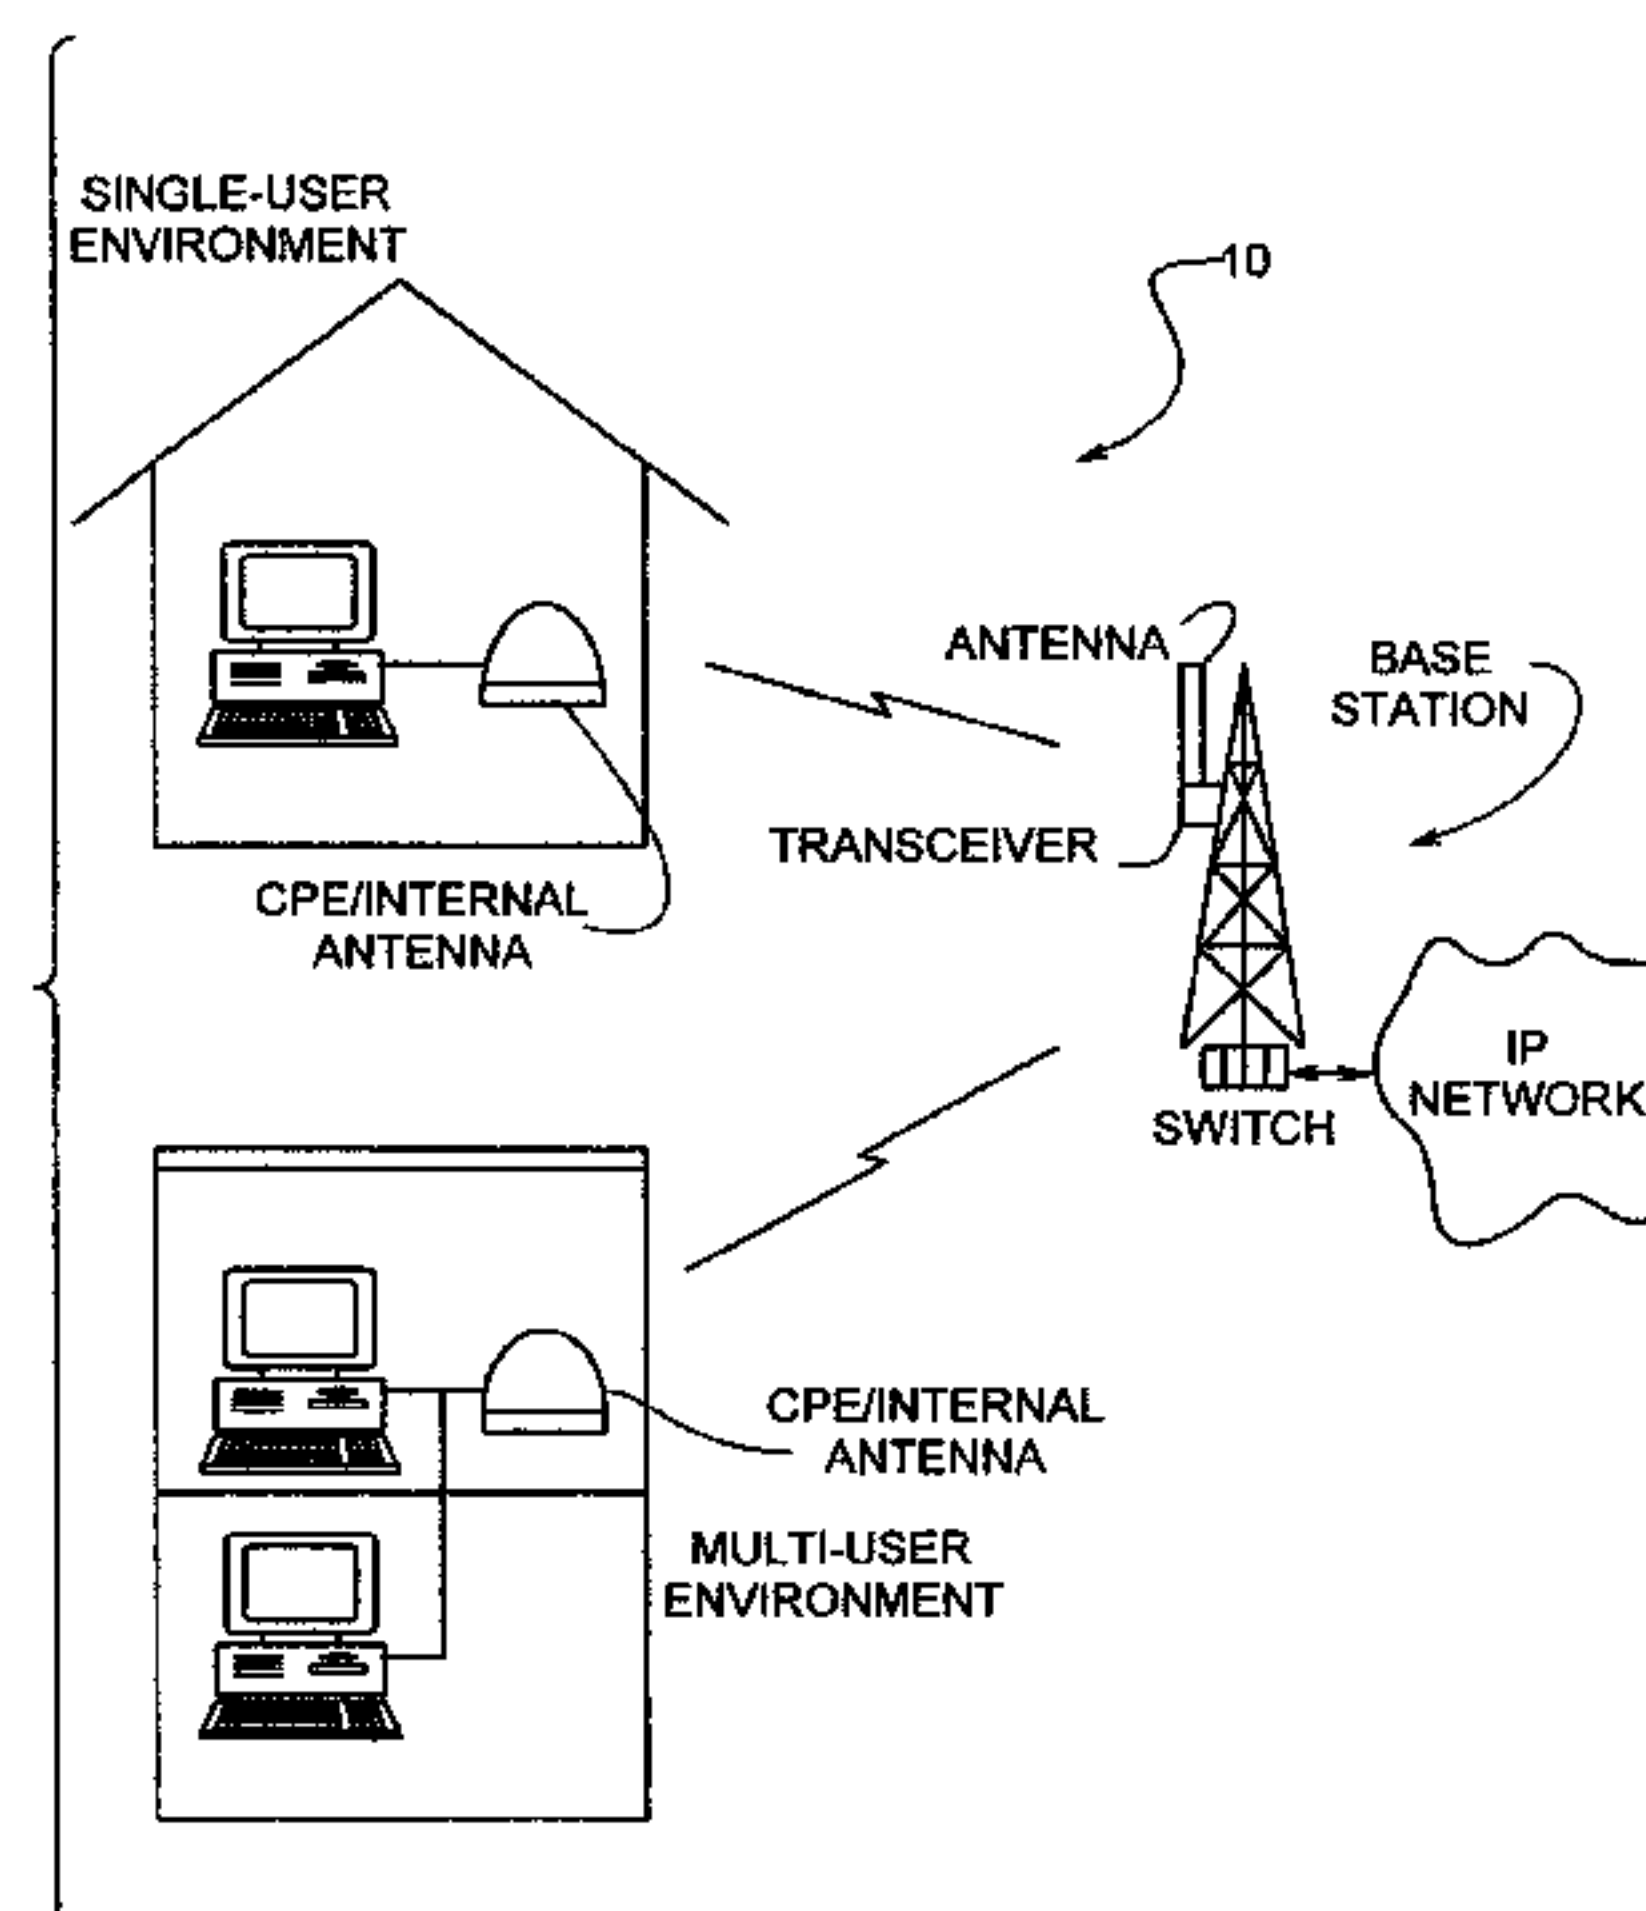 SINGLE-USER
ENVIRONMENT
10
ANTENNA
BASE
STATION
TRANSCEIVER
CPE/INTERNAL
ANTENNA
IP
NETWORK
SWITCH
CPE/INTERNAL
ANTENNA
MULTI-USER
ENVIRONMENT